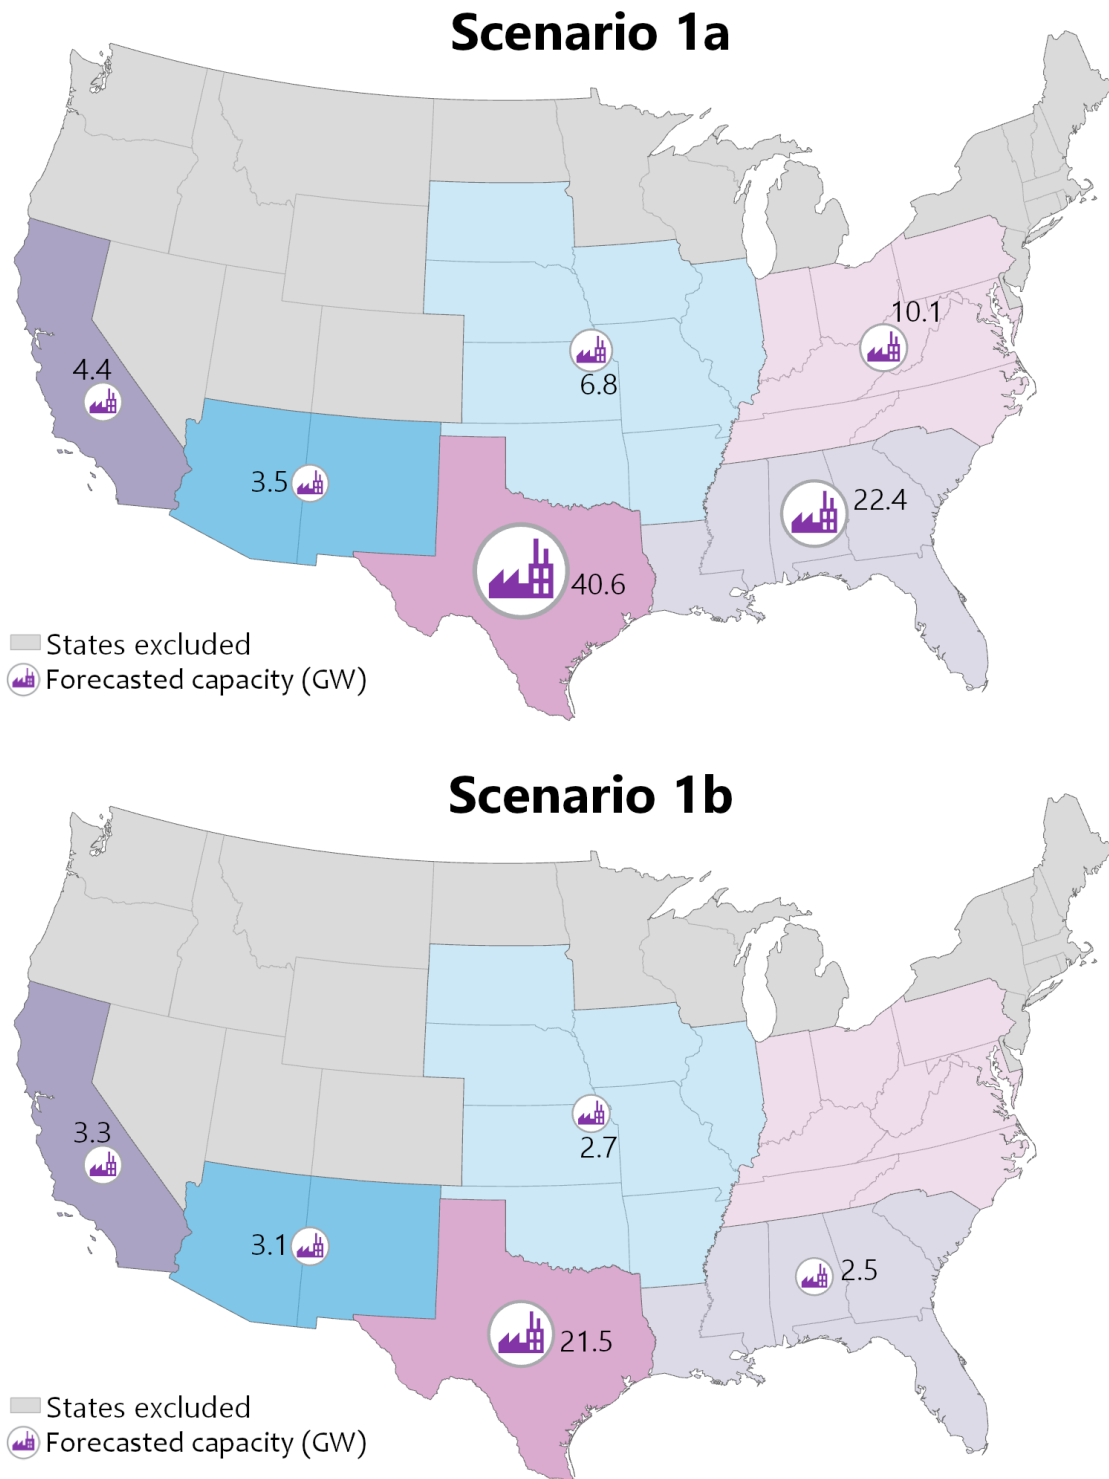 Scenario 1a
10.1
4.4
6.8
3.5
22.4
40.6
States excluded
Forecasted capacity (GW)
Scenario 1b
3.3
2.7
3.1
2.5
21.5
States excluded
Forecasted capacity (GW)